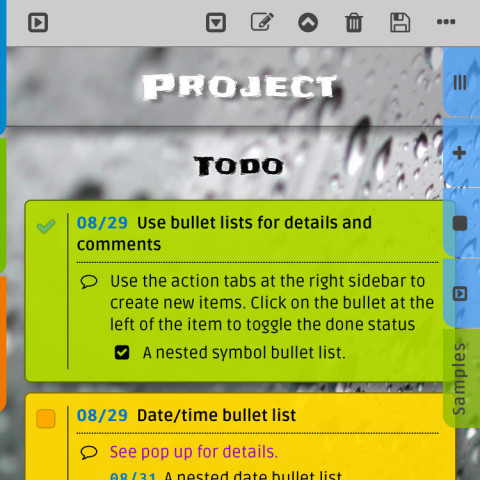 Project
Todo
08/29 Use bullet lists for details and
comments
Use the action tabs at the right sidebar to
create new items. Click on the bullet at the
left of the item to toggle the done status
A nested symbol bullet list.
Samples
08/29 Date/time bullet list
See pop up for details.
08/31 A nested date bullet list